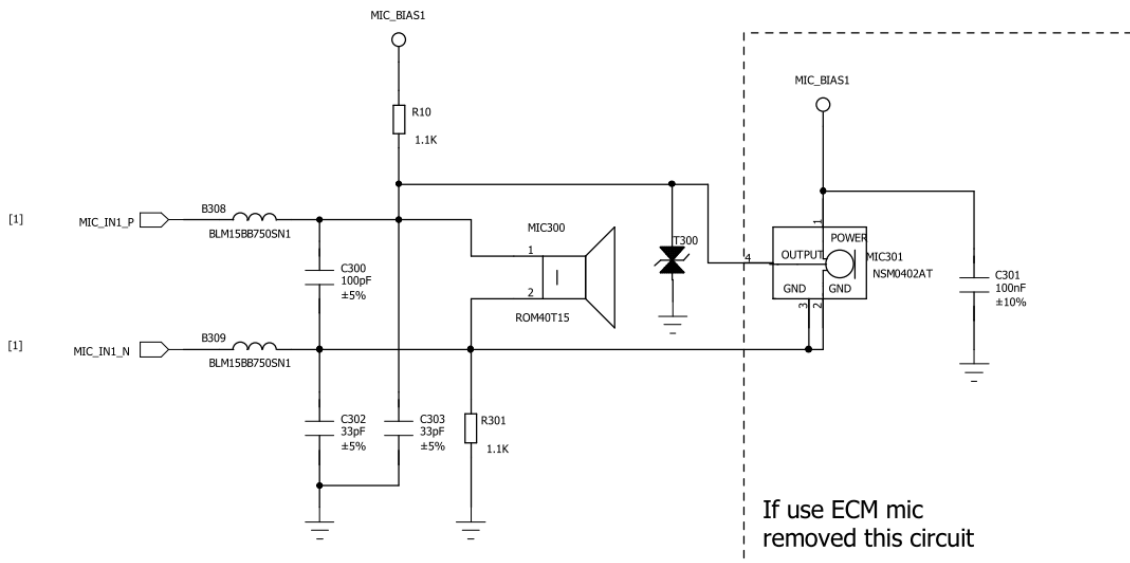 MIC_BIAS1
MIC_BIAS1
R10
1.1K
[1]
MIC_IN1_P
B308
BLM15BB750SN1
MIC300
1
2
ROM40T15
T300
4
1
POWER
OUTPUT
MIC301
NSM0402AT
GND
GND
3
2
C301
100nF
±10%
C300
100pF
±5%
[1]
MIC_IN1_N
B309
BLM15BB750SN1
C302
33pF
±5%
C303
33pF
±5%
R301
1.1K
If use ECM mic
removed this circuit